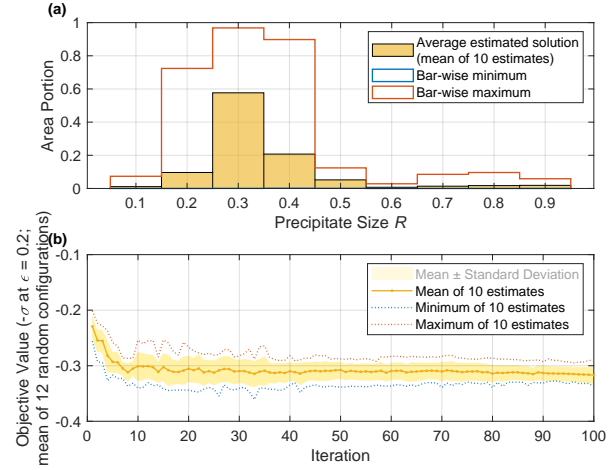 (a)
1
0.8
0.6
0.4
0.2
0
Area Portion
Average estimated solution
(mean of 10 estimates)
Bar-wise minimum
Bar-wise maximum
0.1 0.2 0.3 0.4 0.5 0.6 0.7 0.8 0.9
Precipitate Size R
(b)
-0.1
-0.2
-0.3
-0.4
Objective Value (-σ at ϵ = 0.2;
mean of 12 random configurations)
Mean ± Standard Deviation
Mean of 10 estimates
Minimum of 10 estimates
Maximum of 10 estimates
0 10 20 30 40 50 60 70 80 90 100
Iteration